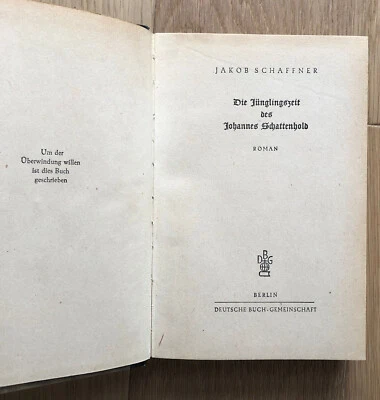 Um der
Überwindung willen
ist dies Buch
geschrieben
JAKOB SCHAFFNER
Die Jünglingszeit
des
Johannes Schattenhold
ROMAN
B
D G
BERLIN
DEUTSCHE BUCH-GEMEINSCHAFT